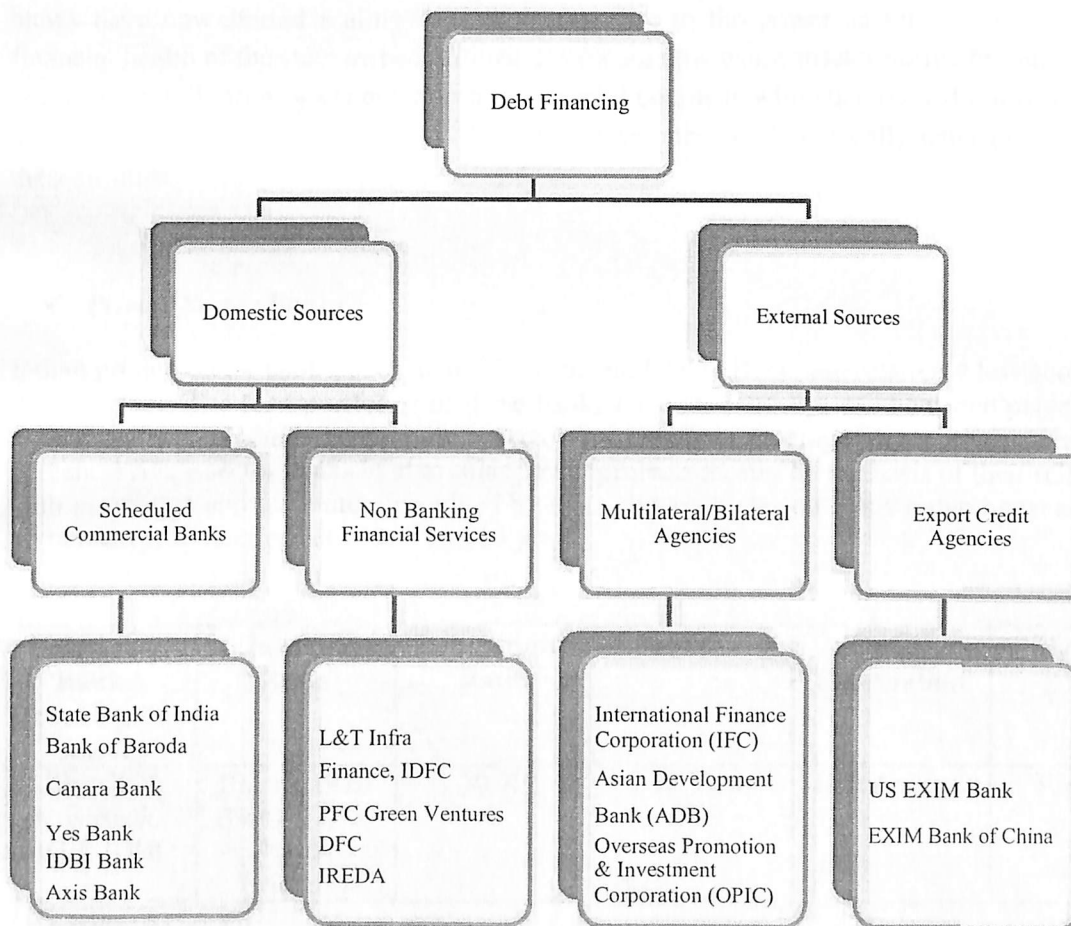 Debt Financing
Domestic Sources
External Sources
Scheduled
Commercial Banks
Non Banking
Financial Services
Multilateral/Bilateral
Agencies
Export Credit
Agencies
State Bank of India
Bank of Baroda
Canara Bank
Yes Bank
IDBI Bank
Axis Bank
L&T Infra
Finance, IDFC
PFC Green Ventures
DFC
IREDA
International Finance
Corporation (IFC)
Asian Development
Bank (ADB)
Overseas Promotion
& Investment
Corporation (OPIC)
US EXIM Bank
EXIM Bank of China